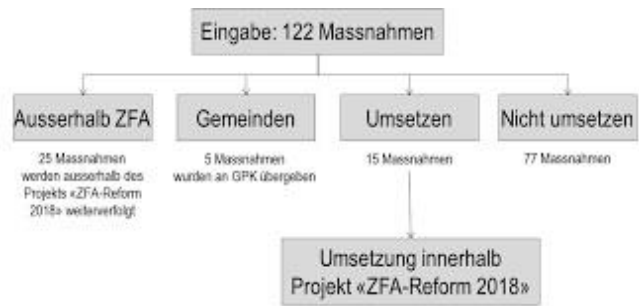 Eingabe: 122 Massnahmen
Ausserhalb ZFA
25 Massnahmen
werden ausserhalb des
Projekts «ZFA-Reform
2018» weiterverfolgt
Gemeinden
5 Massnahmen
wurden an GPK übergeben
Umsetzen
15 Massnahmen
Nicht umsetzen
77 Massnahmen
Umsetzung innerhalb
Projekt «ZFA-Reform 2018»